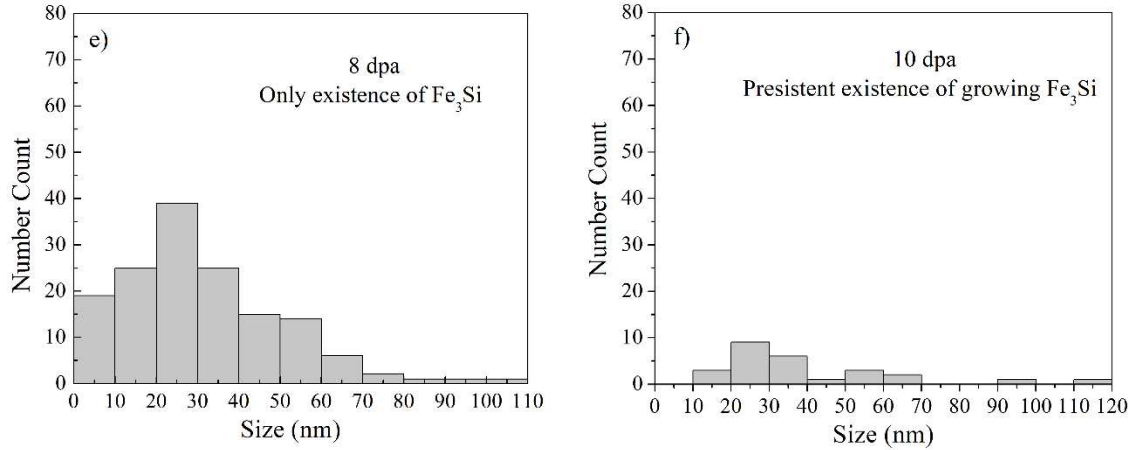 e)
8 dpa
Only existence of Fe₃Si
Number Count
80
70
60
50
40
30
20
10
0
0 10 20 30 40 50 60 70 80 90 100 110
Size (nm)
f)
10 dpa
Presistent existence of growing Fe₃Si
Number Count
80
70
60
50
40
30
20
10
0
0 10 20 30 40 50 60 70 80 90 100 110 120
Size (nm)